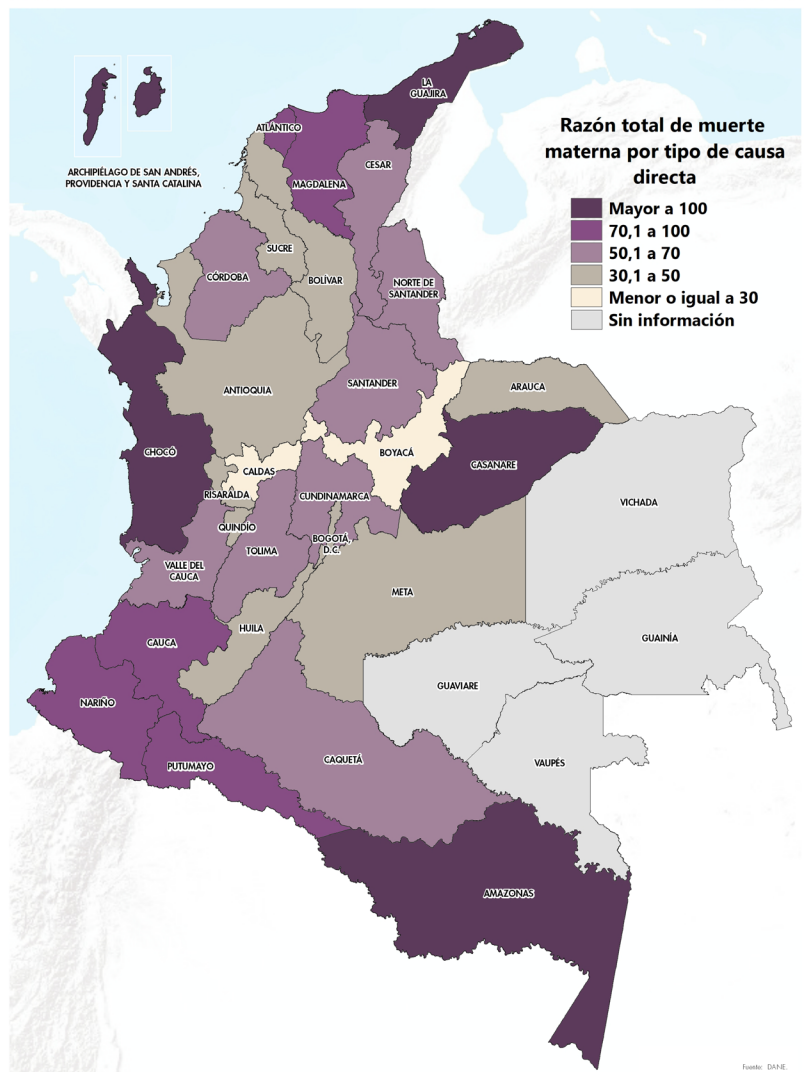 LA
GUAJIRA
ATLÁNTICO
CESAR
ARCHIPIÉLAGO DE SAN ANDRÉS,
PROVIDENCIA Y SANTA CATALINA
MAGDALENA
Razón total de muerte
materna por tipo de causa
directa
Mayor a 100
70,1 a 100
50,1 a 70
30,1 a 50
Menor o igual a 30
Sin información
SUCRE
CÓRDOBA
BOLÍVAR
NORTE DE
SANTANDER
ANTIOQUIA
SANTANDER
ARAUCA
CHOCÓ
BOYACÁ
CASANARE
CALDAS
RISARALDA
CUNDINAMARCA
VICHADA
QUINDÍO
BOGOTÁ,
D.C.
TOLIMA
VALLE DEL
CAUCA
META
HUILA
CAUCA
GUAINÍA
GUAVIARE
NARIÑO
CAQUETÁ
VAUPÉS
PUTUMAYO
AMAZONAS
Fuente: DANE.